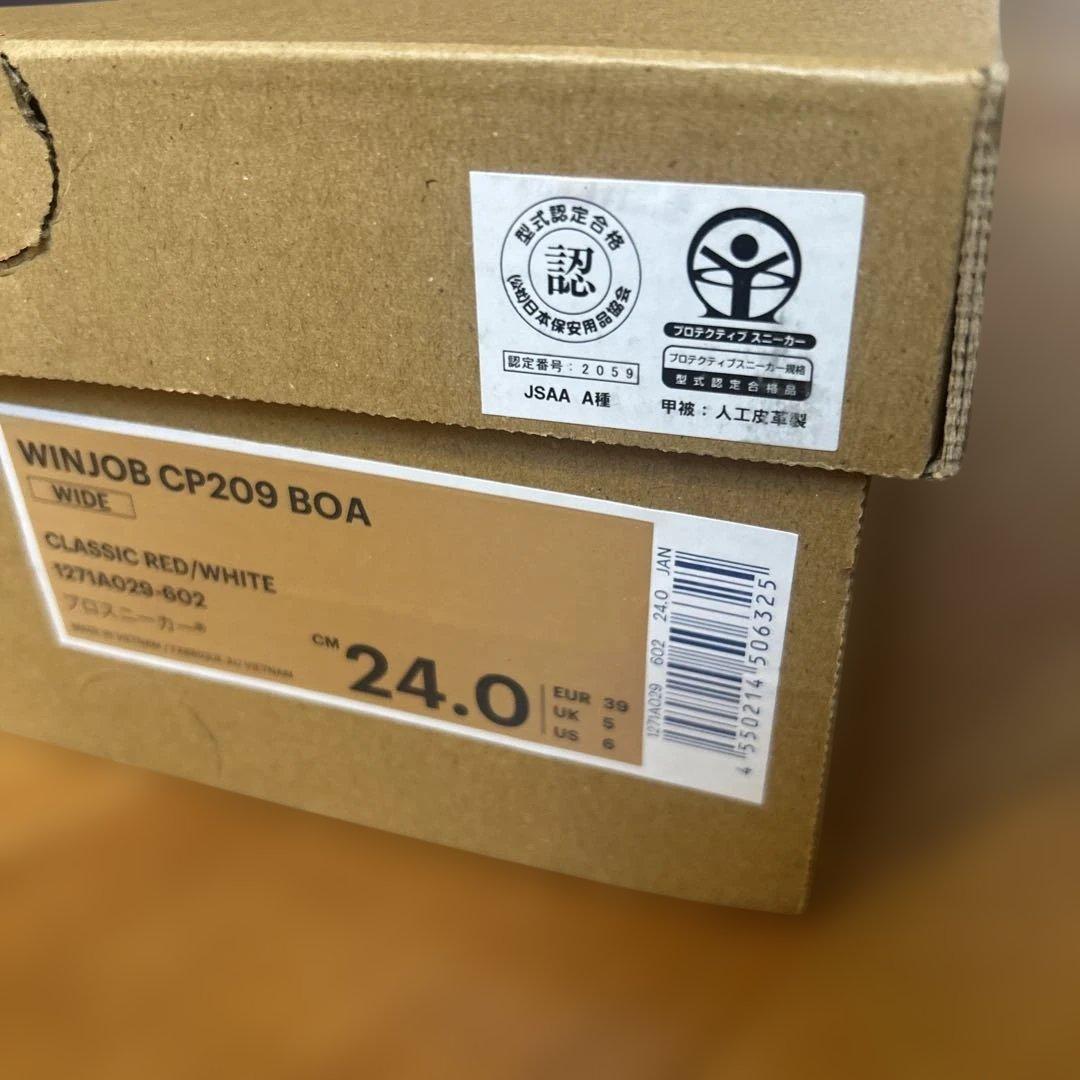 型式認定合格
認
(公社)日本保安用品協会
認定番号:2059
JSAA A種
プロテクティブ スニーカー
プロテクティブスニーカー規格
型式認定合格品
甲被:人工皮革製
WINJOB CP209 BOA
WIDE
CLASSIC RED/WHITE
1271A029-602
プロスニーカー®
MADE IN VIETNAM / FABRIQUÉ AU VIETNAM
CM 24.0
EUR 39
UK 5
US 6
1271A029 602 24.0 JAN
4550214506325